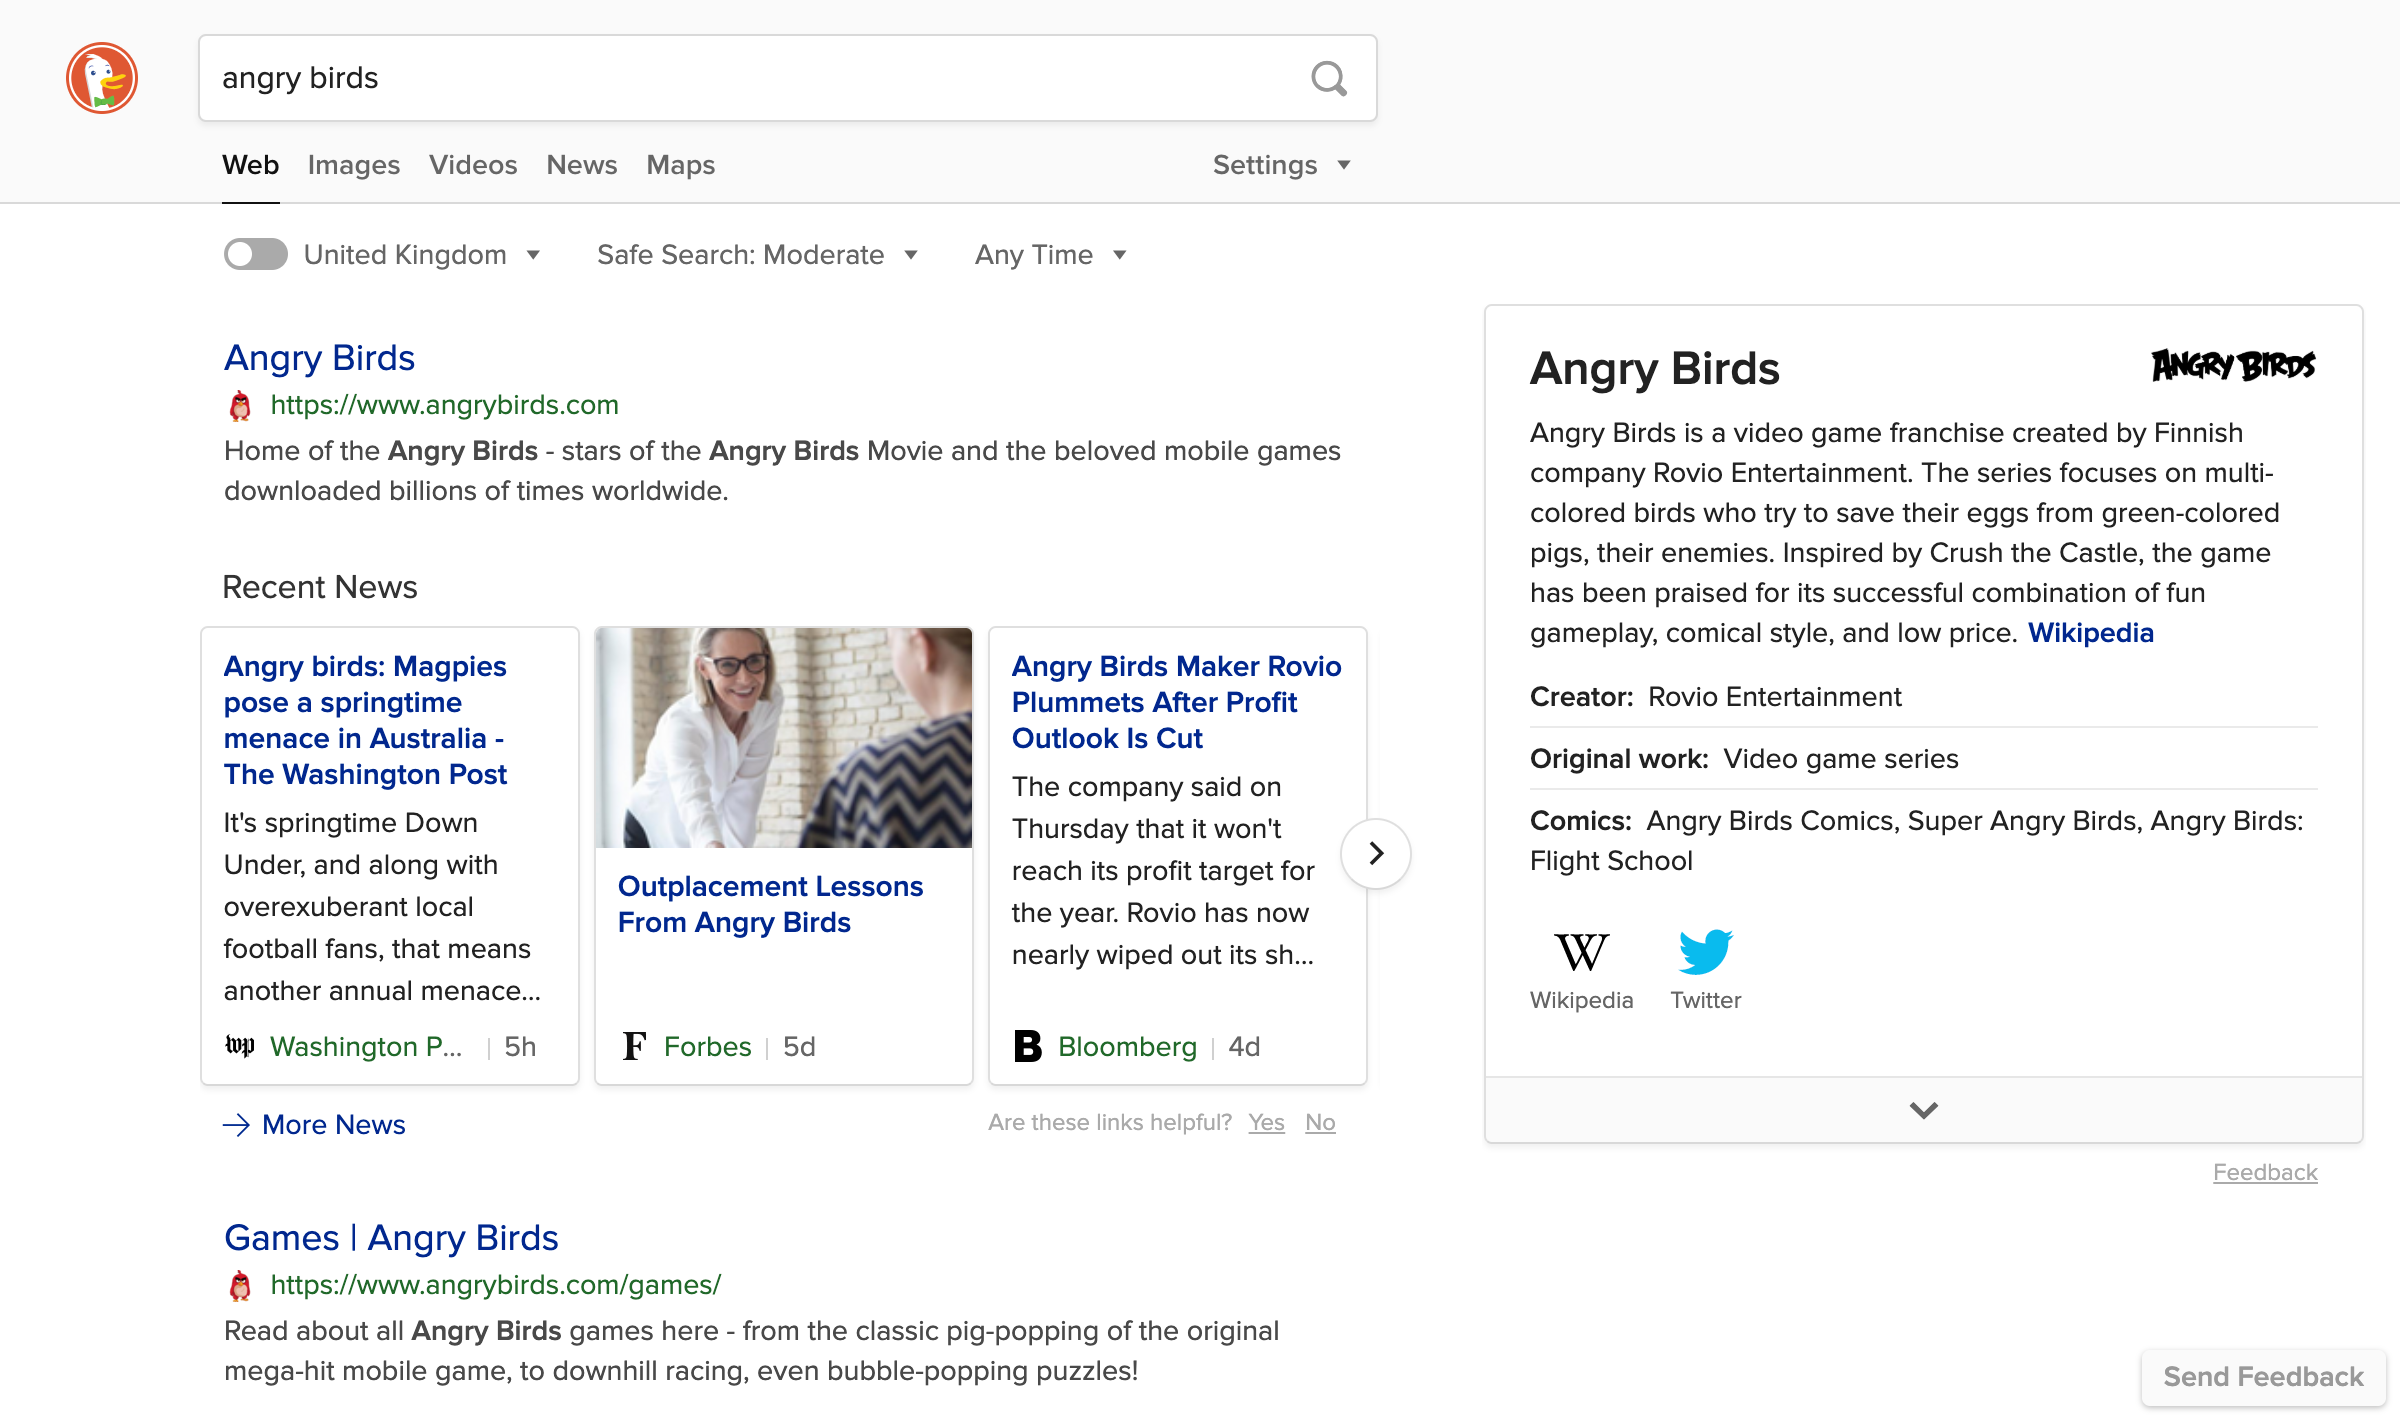 angry birds
Web Images Videos News Maps Settings
United Kingdom Safe Search: Moderate Any Time
Angry Birds
https://www.angrybirds.com
Home of the Angry Birds - stars of the Angry Birds Movie and the beloved mobile games
downloaded billions of times worldwide.
Recent News
Angry birds: Magpies
pose a springtime
menace in Australia -
The Washington Post
It's springtime Down
Under, and along with
overexuberant local
football fans, that means
another annual menace...
wp Washington P... | 5h
Outplacement Lessons
From Angry Birds
F Forbes | 5d
Angry Birds Maker Rovio
Plummets After Profit
Outlook Is Cut
The company said on
Thursday that it won't
reach its profit target for
the year. Rovio has now
nearly wiped out its sh...
B Bloomberg | 4d
More News
Are these links helpful? Yes No
Games | Angry Birds
https://www.angrybirds.com/games/
Read about all Angry Birds games here - from the classic pig-popping of the original
mega-hit mobile game, to downhill racing, even bubble-popping puzzles!
Angry Birds
ANGRY BIRDS
Angry Birds is a video game franchise created by Finnish
company Rovio Entertainment. The series focuses on multi-
colored birds who try to save their eggs from green-colored
pigs, their enemies. Inspired by Crush the Castle, the game
has been praised for its successful combination of fun
gameplay, comical style, and low price. Wikipedia
Creator: Rovio Entertainment
Original work: Video game series
Comics: Angry Birds Comics, Super Angry Birds, Angry Birds:
Flight School
W
Wikipedia Twitter
Feedback
Send Feedback